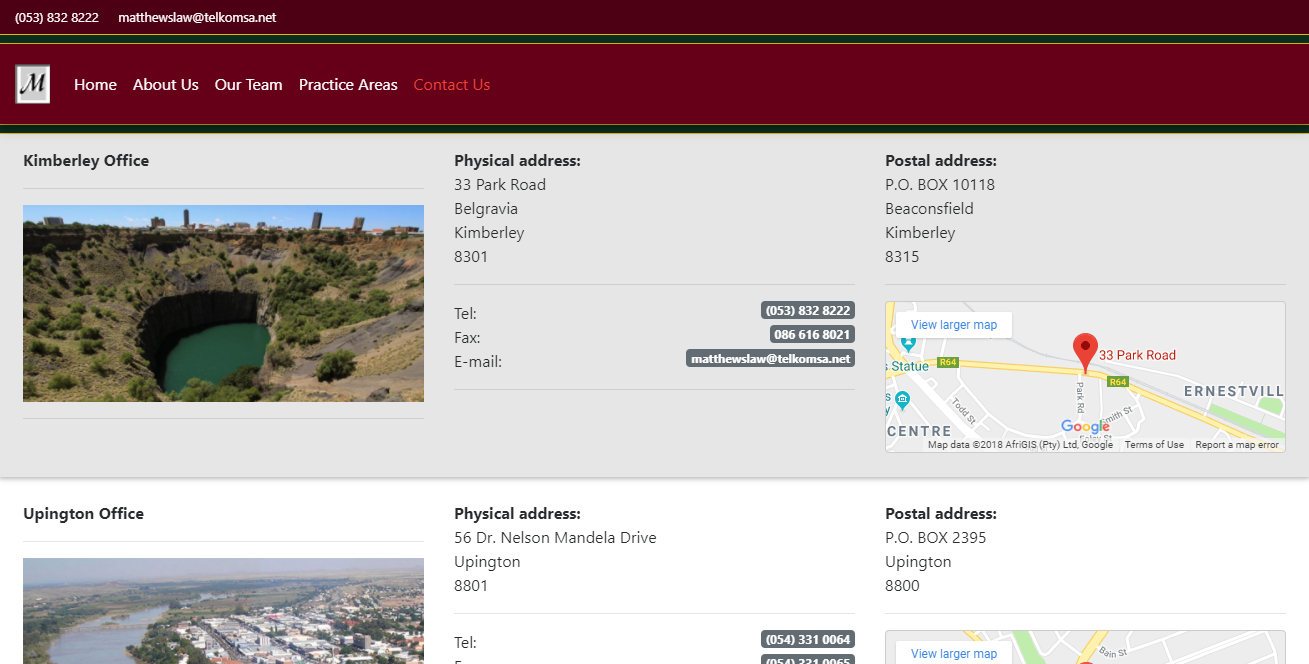 (053) 832 8222 matthewslaw@telkomsa.net
M Home About Us Our Team Practice Areas Contact Us
Kimberley Office
Physical address:
33 Park Road
Belgravia
Kimberley
8301
Tel: (053) 832 8222
Fax: 086 616 8021
E-mail: matthewslaw@telkomsa.net
Postal address:
P.O. BOX 10118
Beaconsfield
Kimberley
8315
View larger map
33 Park Road
s Statue
R64
R64
Park Rd
ERNESTVILL
Todd St
Smith St
CENTRE
Google
Map data ©2018 AfriGIS (Pty) Ltd, Google Terms of Use Report a map error
Upington Office
Physical address:
56 Dr. Nelson Mandela Drive
Upington
8801
Tel: (054) 331 0064
(054) 331 0065
Postal address:
P.O. BOX 2395
Upington
8800
View larger map
Bain St